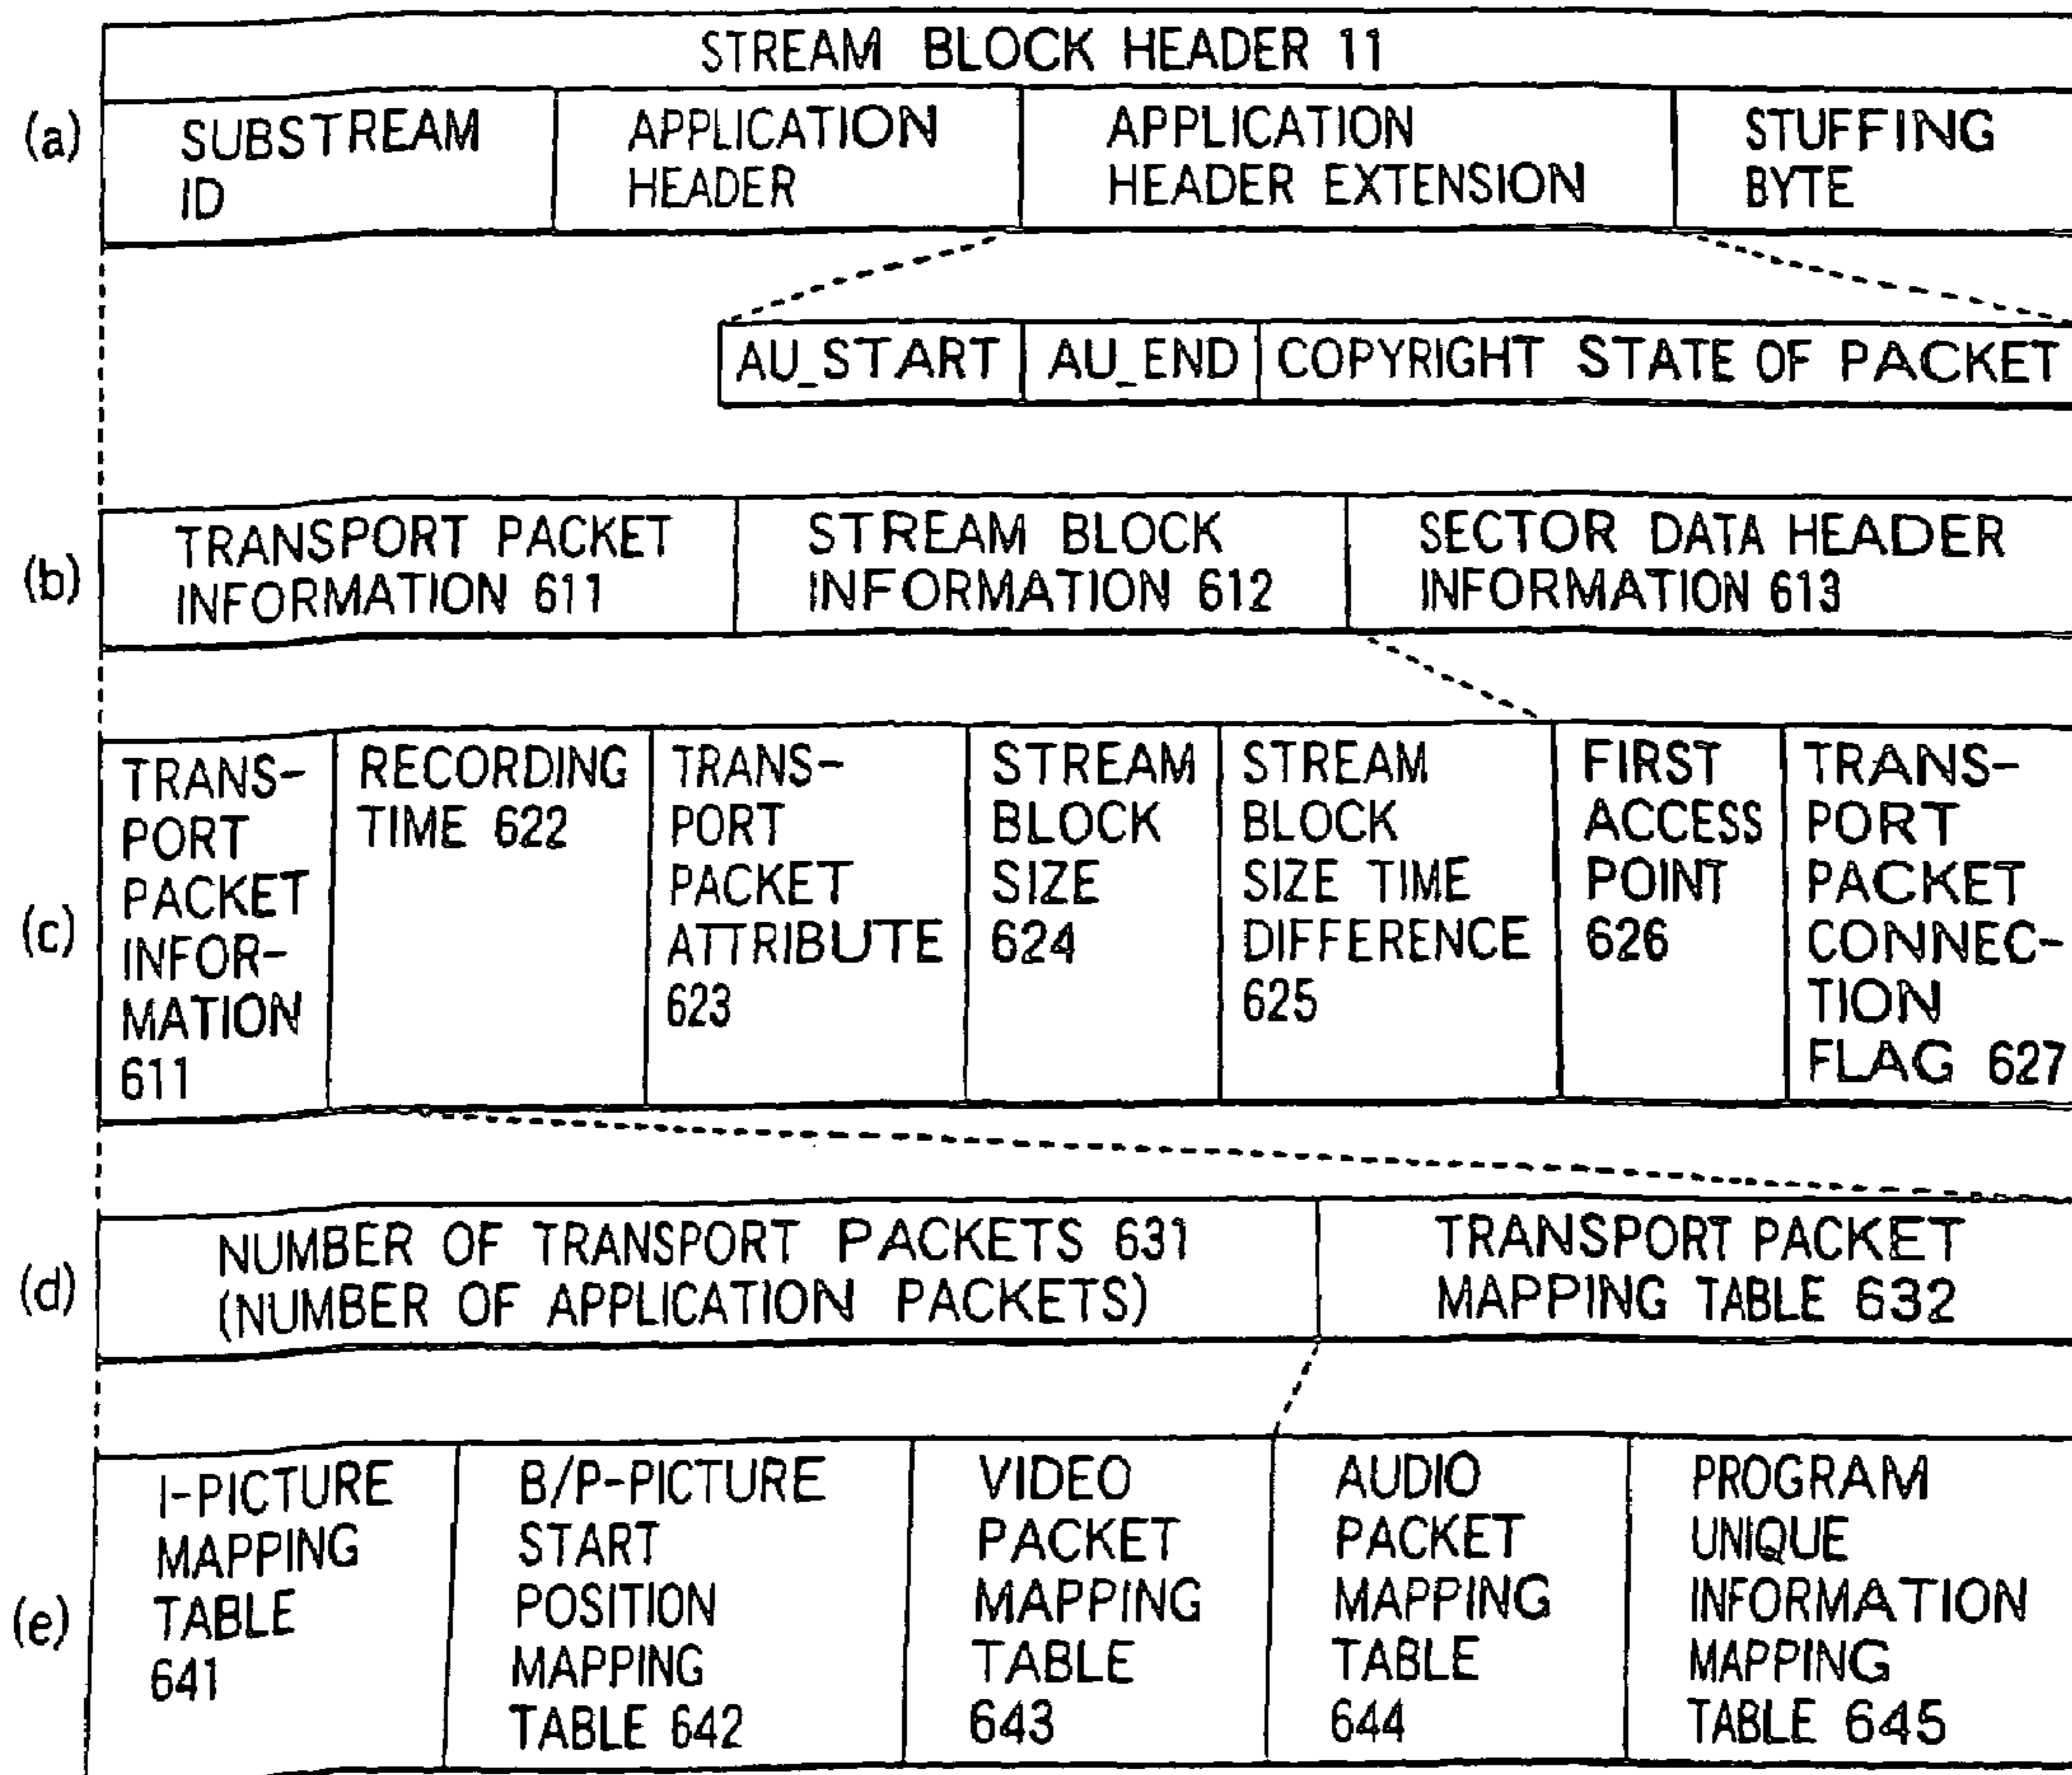 STREAM BLOCK HEADER 11
(a)
SUBSTREAM
ID
APPLICATION
HEADER
APPLICATION
HEADER EXTENSION
STUFFING
BYTE
AU_START
AU_END
COPYRIGHT STATE OF PACKET
(b)
TRANSPORT PACKET
INFORMATION 611
STREAM BLOCK
INFORMATION 612
SECTOR DATA HEADER
INFORMATION 613
(c)
TRANS-
PORT
PACKET
INFOR-
MATION
611
RECORDING
TIME 622
TRANS-
PORT
PACKET
ATTRIBUTE
623
STREAM
BLOCK
SIZE
624
STREAM
BLOCK
SIZE TIME
DIFFERENCE
625
FIRST
ACCESS
POINT
626
TRANS-
PORT
PACKET
CONNEC-
TION
FLAG 627
(d)
NUMBER OF TRANSPORT PACKETS 631
(NUMBER OF APPLICATION PACKETS)
TRANSPORT PACKET
MAPPING TABLE 632
(e)
I-PICTURE
MAPPING
TABLE
641
B/P-PICTURE
START
POSITION
MAPPING
TABLE 642
VIDEO
PACKET
MAPPING
TABLE
643
AUDIO
PACKET
MAPPING
TABLE
644
PROGRAM
UNIQUE
INFORMATION
MAPPING
TABLE 645